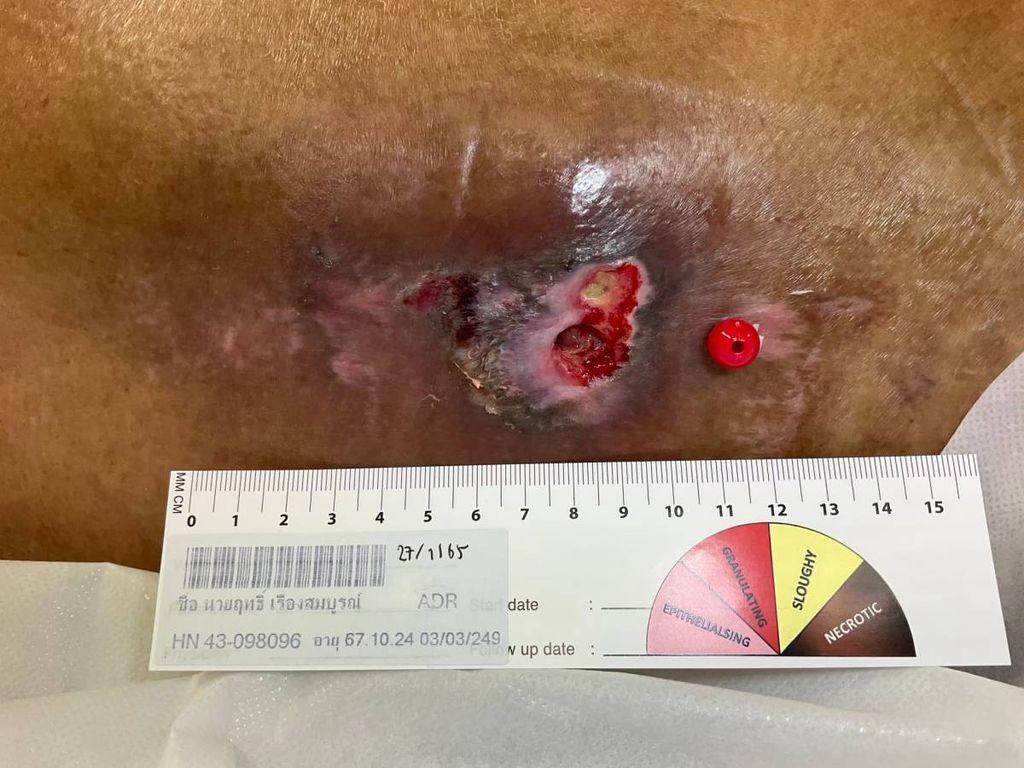 MM CM
0 1 2 3 4 5 6 7 8 9 10 11 12 13 14 15
27/1/65
ชื่อ นายฤทธิ์ เรืองสมบูรณ์ ADR
HN 43-098096 อายุ 67.10.24 03/03/249
Start date :
Follow up date :
EPITHELIALSING
GRANULATING
SLOUGHY
NECROTIC